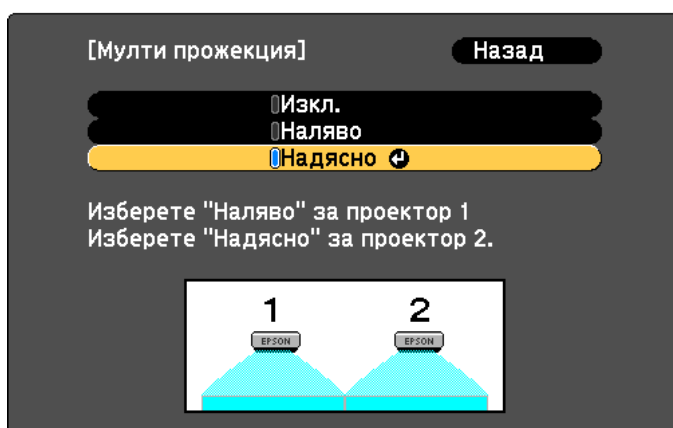 [Мулти прожекция] Назад
Изкл.
Наляво
Надясно
Изберете "Наляво" за проектор 1
Изберете "Надясно" за проектор 2.
1 2
EPSON EPSON